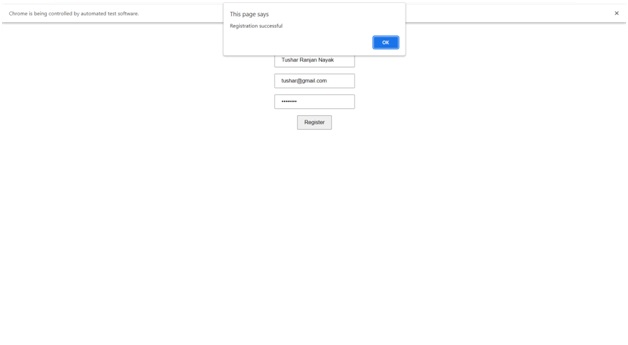 This page says
Chrome is being controlled by automated test software.
×
Registration successful
OK
Tushar Ranjan Nayak
tushar@gmail.com
••••••••
Register